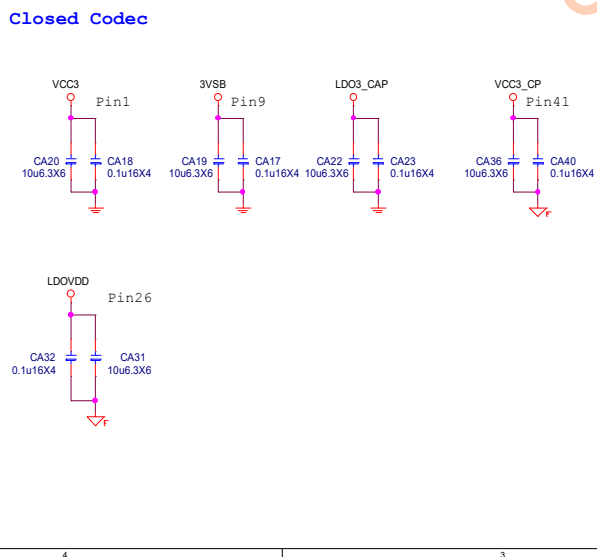 Closed Codec
VCC3
Pin1
CA20
10u6.3X6
CA18
0.1u16X4
3VSB
Pin9
CA19
10u6.3X6
CA17
0.1u16X4
LDO3_CAP
CA22
10u6.3X6
CA23
0.1u16X4
VCC3_CP
Pin41
CA36
10u6.3X6
CA40
0.1u16X4
F
LDOVDD
Pin26
CA32
0.1u16X4
CA31
10u6.3X6
F
4
3